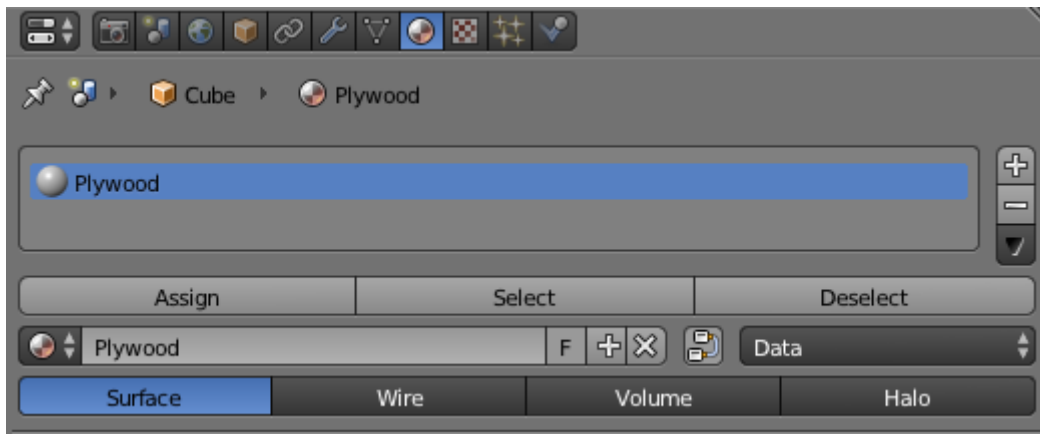 Cube Plywood
Plywood
Assign Select Deselect
Plywood F Data
Surface Wire Volume Halo